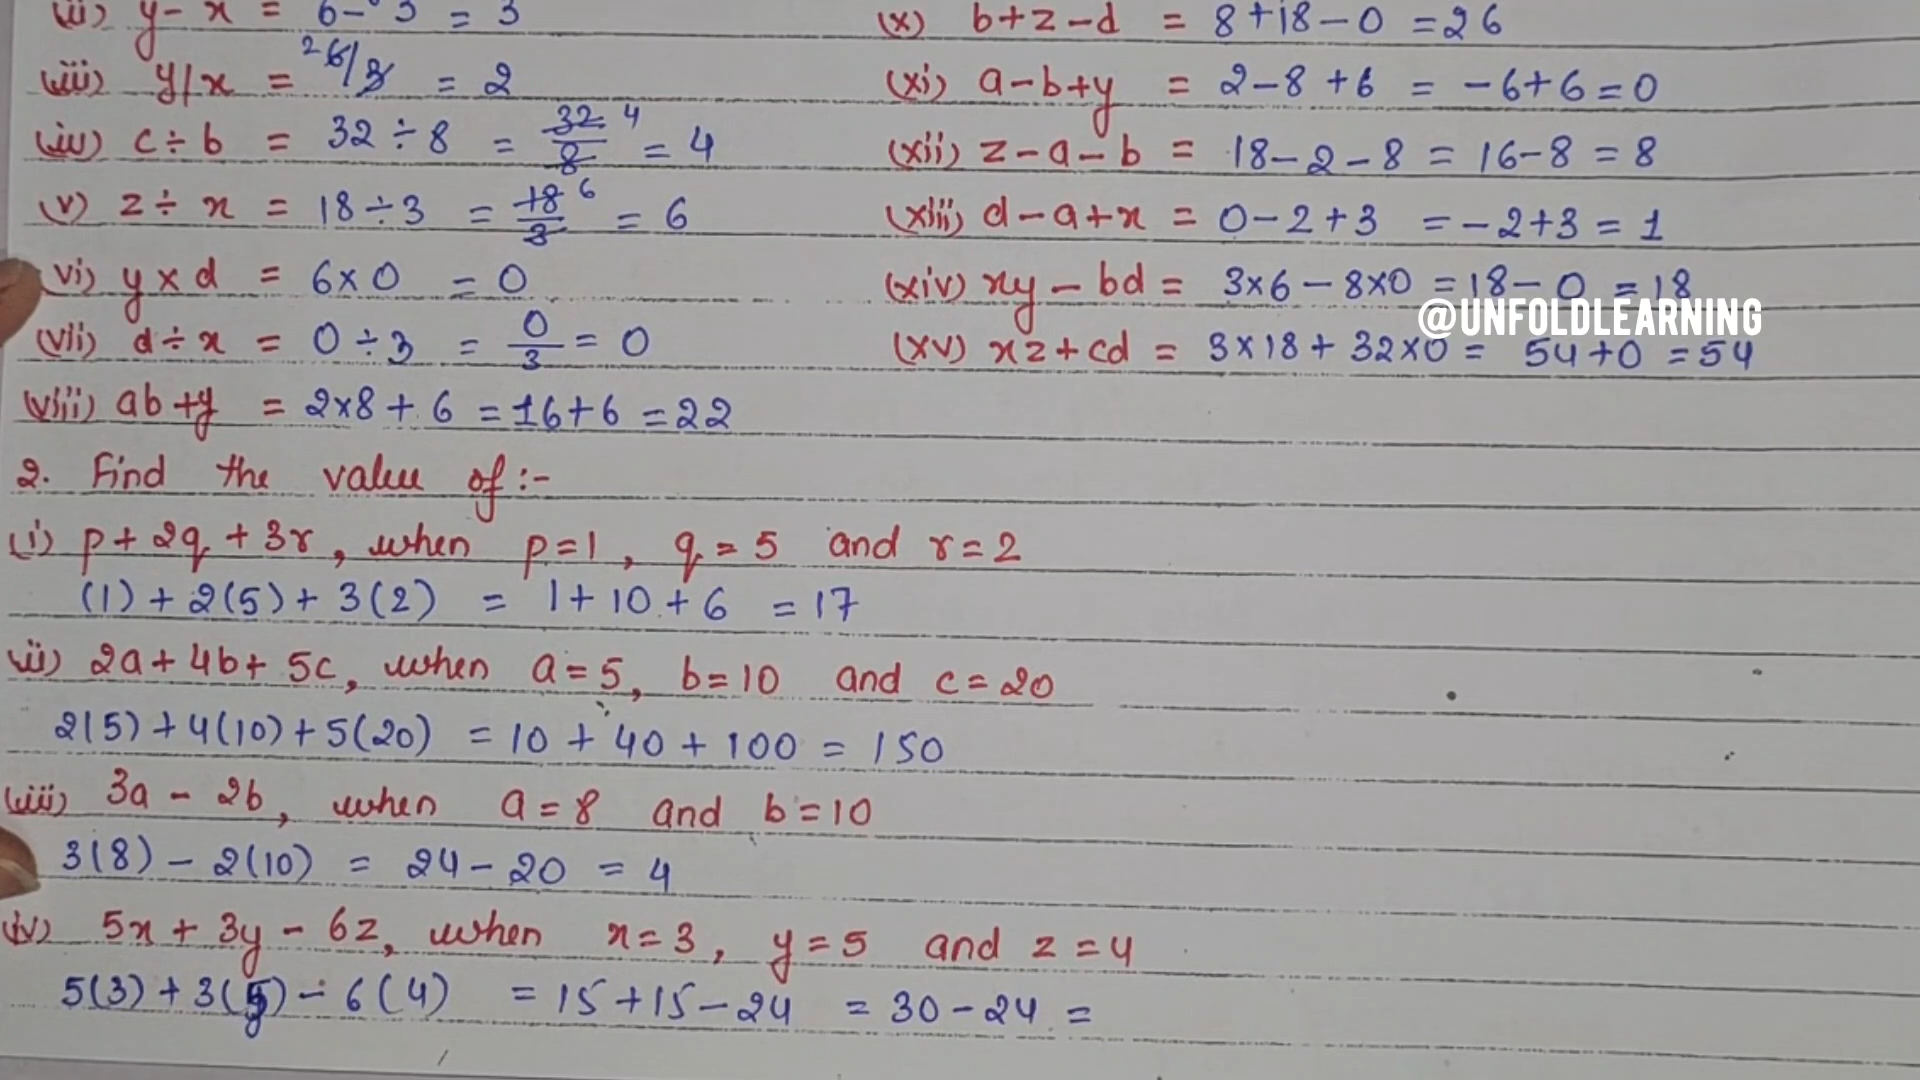 (ii) y - x = 6 - 3 = 3
(iii) y/x = 2 6/3 = 2
(iv) c ÷ b = 32 ÷ 8 = 32/8 4 = 4
(v) z ÷ x = 18 ÷ 3 = 18/3 6 = 6
(vi) y × d = 6 × 0 = 0
(vii) d ÷ x = 0 ÷ 3 = 0/3 = 0
(viii) ab + y = 2×8 + 6 = 16 + 6 = 22
(x) b + z - d = 8 + 18 - 0 = 26
(xi) a - b + y = 2 - 8 + 6 = -6 + 6 = 0
(xii) z - a - b = 18 - 2 - 8 = 16 - 8 = 8
(xiii) d - a + x = 0 - 2 + 3 = -2 + 3 = 1
(xiv) xy - bd = 3×6 - 8×0 = 18 - 0 = 18
@UNFOLDLEARNING
(xv) xz + cd = 3×18 + 32×0 = 54 + 0 = 54
2. Find the value of :-
(i) p + 2q + 3r, when p = 1, q = 5 and r = 2
(1) + 2(5) + 3(2) = 1 + 10 + 6 = 17
(ii) 2a + 4b + 5c, when a = 5, b = 10 and c = 20
2(5) + 4(10) + 5(20) = 10 + 40 + 100 = 150
(iii) 3a - 2b, when a = 8 and b = 10
3(8) - 2(10) = 24 - 20 = 4
(iv) 5x + 3y - 6z, when x = 3, y = 5 and z = 4
5(3) + 3(5) - 6(4) = 15 + 15 - 24 = 30 - 24 =